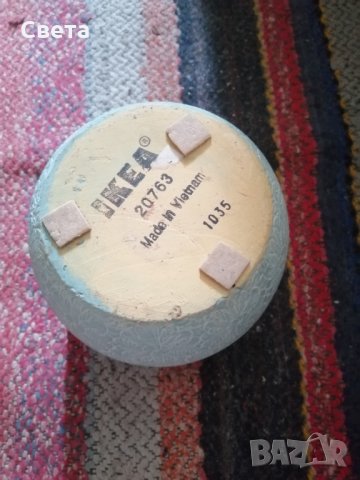 Света
IKEA®
20763
Made in Vietnam
1035
BAZAR